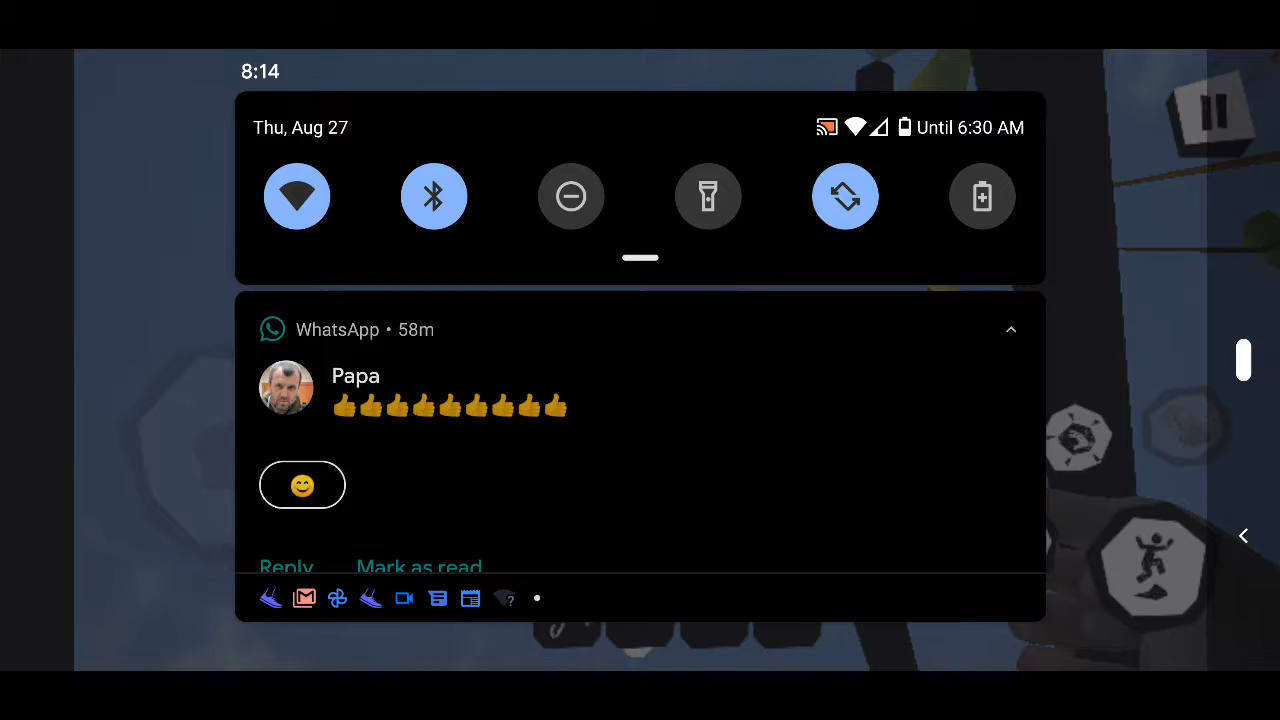 8:14
Thu, Aug 27
Until 6:30 AM
WhatsApp • 58m
Papa
👍👍👍👍👍👍👍👍👍
😊
Reply Mark as read